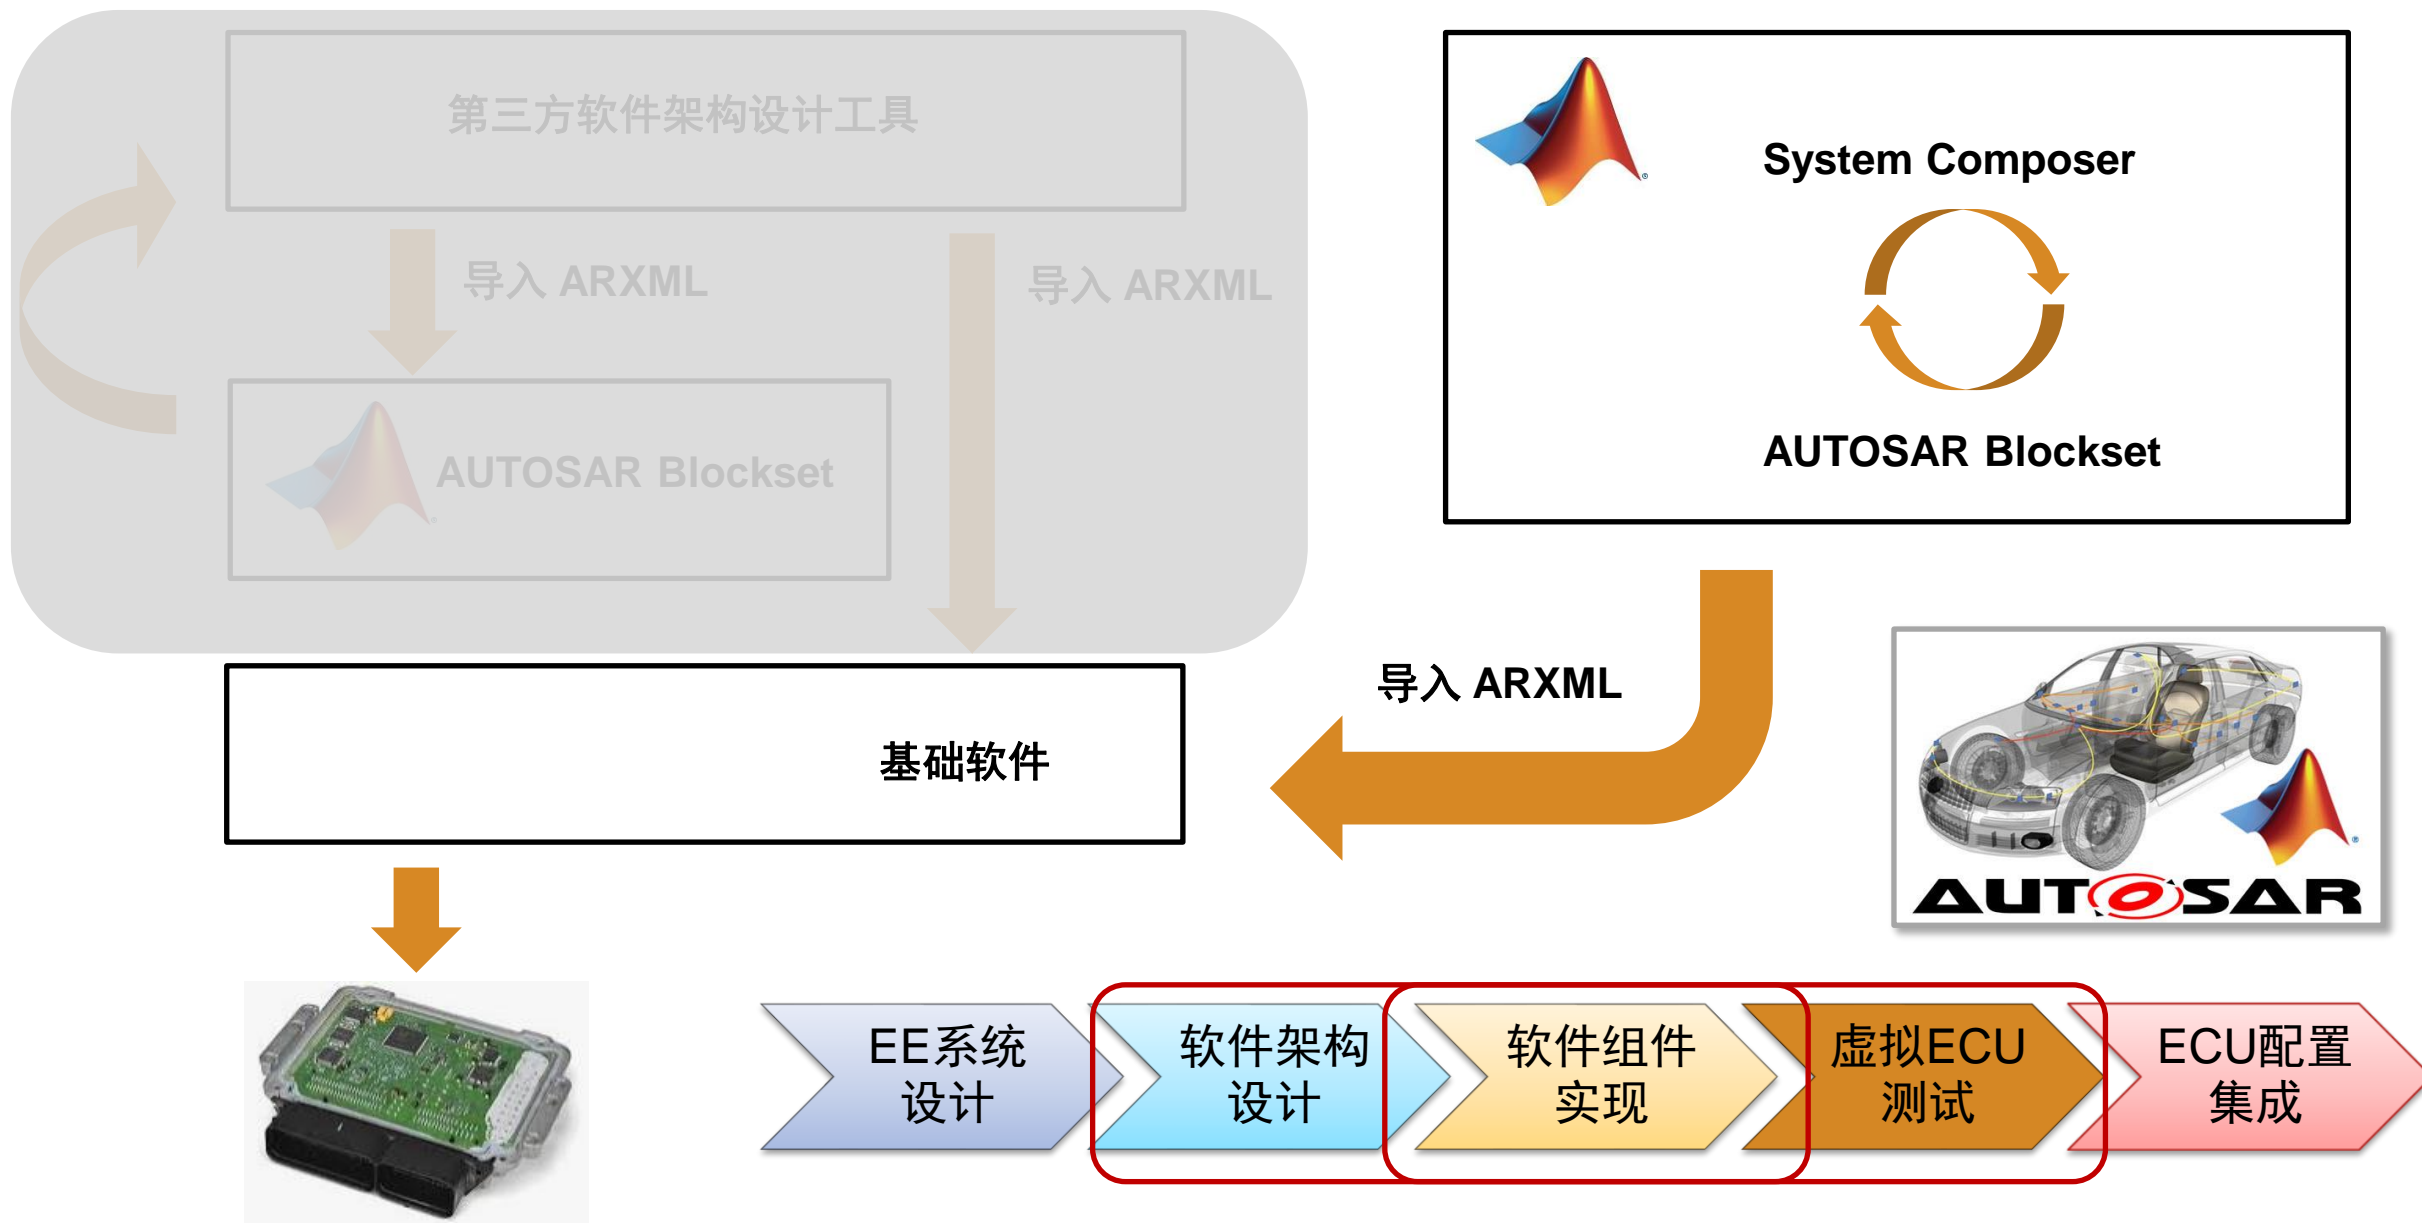 第三方软件架构设计工具
导入 ARXML
导入 ARXML
AUTOSAR Blockset
System Composer
AUTOSAR Blockset
导入 ARXML
基础软件
AUTOSAR
EE系统
设计
软件架构
设计
软件组件
实现
虚拟ECU
测试
ECU配置
集成